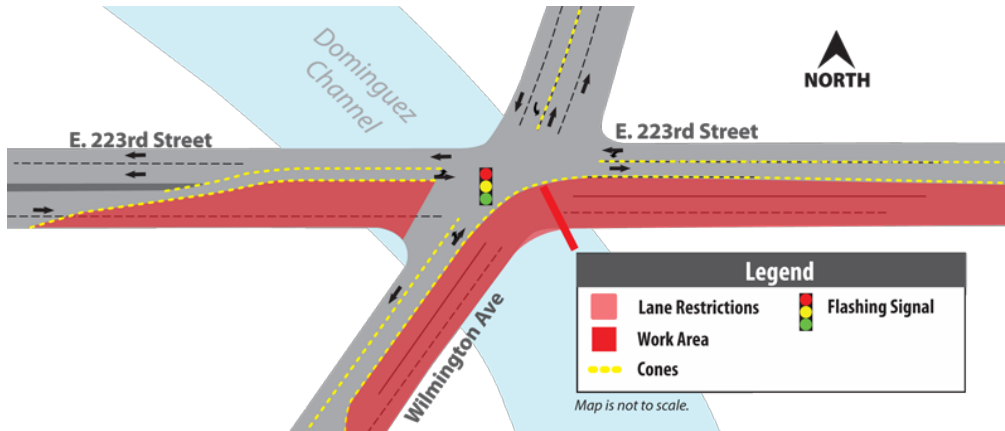 Dominguez
Channel
NORTH
E. 223rd Street
E. 223rd Street
Wilmington Ave
Legend
Lane Restrictions
Flashing Signal
Work Area
Cones
Map is not to scale.